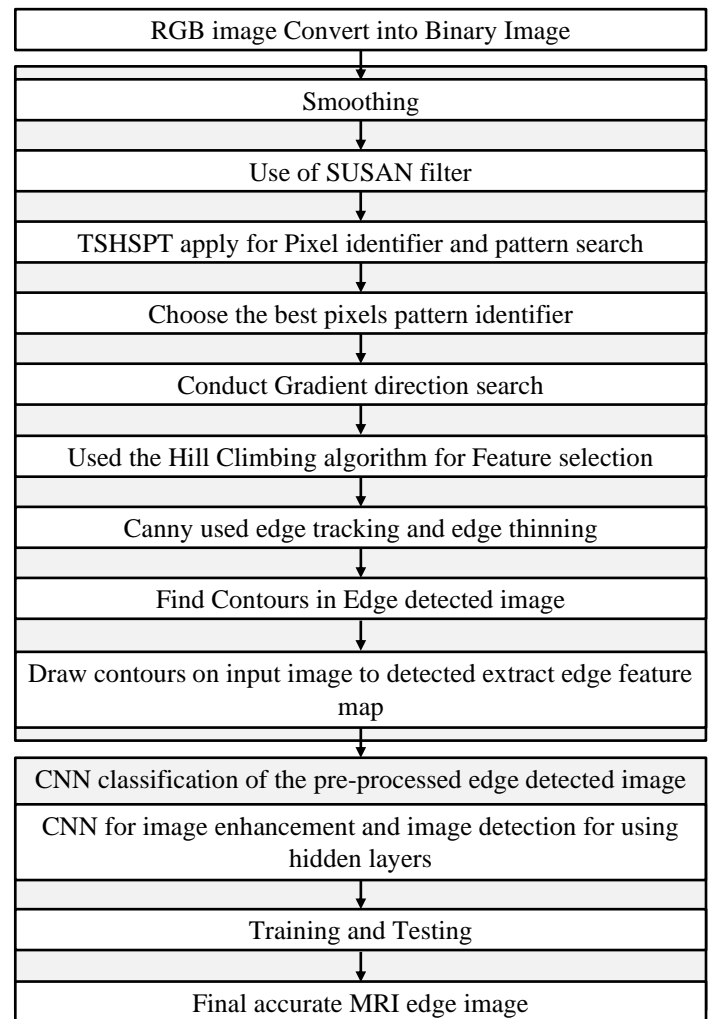 RGB image Convert into Binary Image
Smoothing
Use of SUSAN filter
TSHSPT apply for Pixel identifier and pattern search
Choose the best pixels pattern identifier
Conduct Gradient direction search
Used the Hill Climbing algorithm for Feature selection
Canny used edge tracking and edge thinning
Find Contours in Edge detected image
Draw contours on input image to detected extract edge feature
map
CNN classification of the pre-processed edge detected image
CNN for image enhancement and image detection for using
hidden layers
Training and Testing
Final accurate MRI edge image